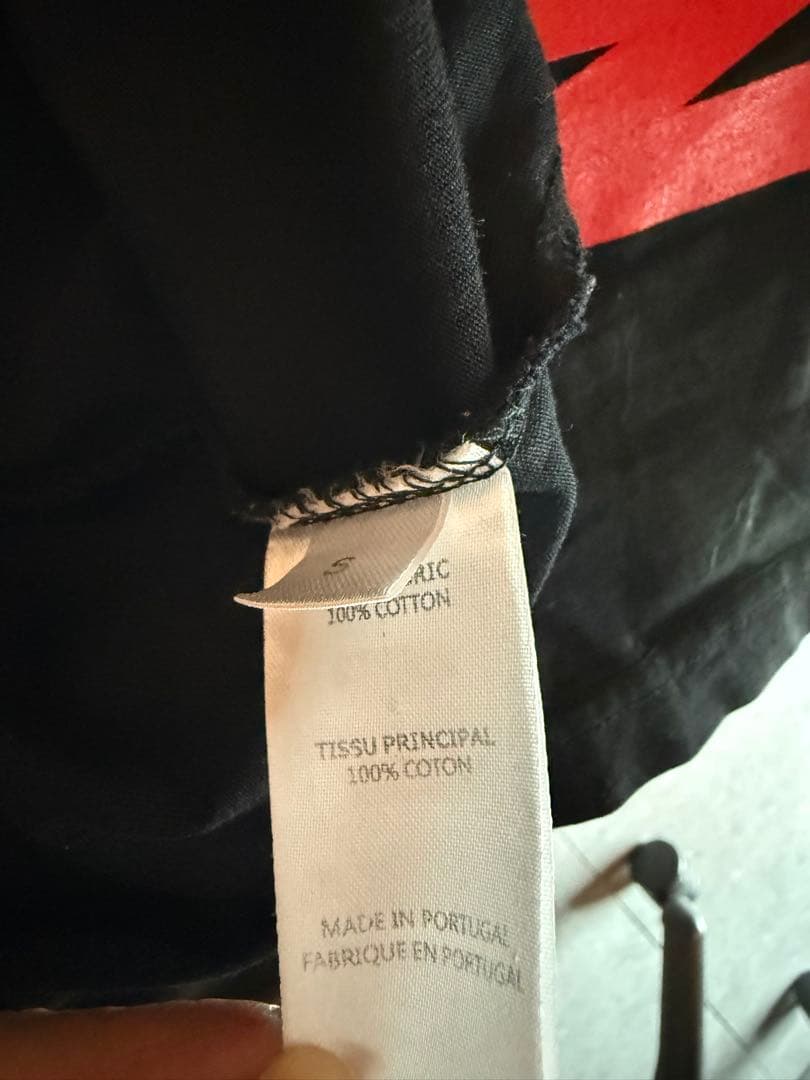 S
100% COTTON
TISSU PRINCIPAL
100% COTON
MADE IN PORTUGAL
FABRIQUE EN PORTUGAL